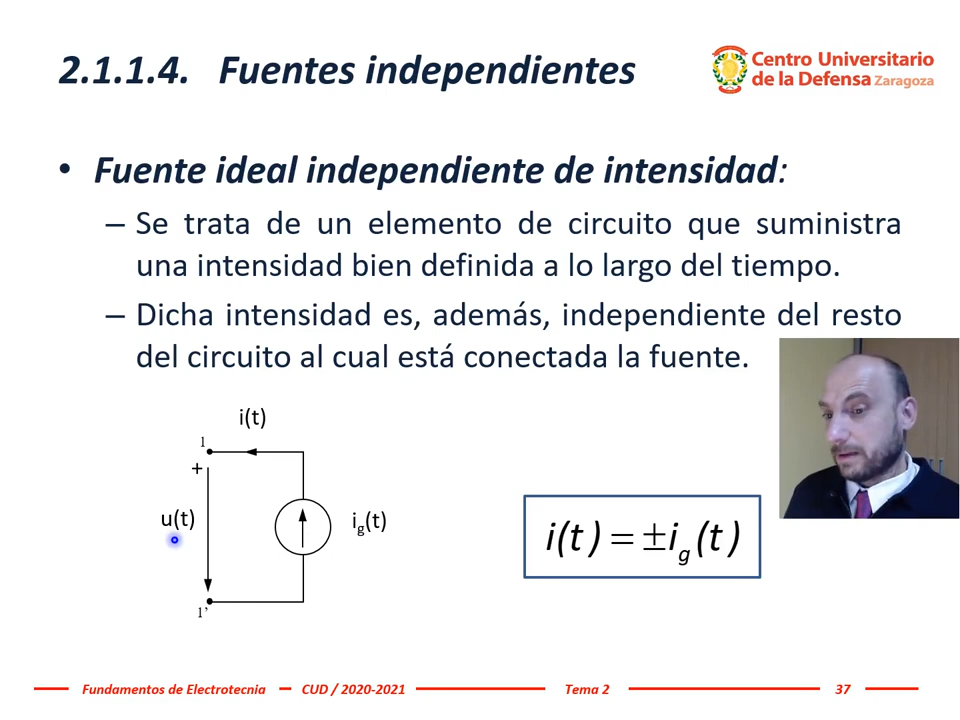 2.1.1.4. Fuentes independientes
Centro Universitario
de la Defensa Zaragoza
• Fuente ideal independiente de intensidad:
– Se trata de un elemento de circuito que suministra
una intensidad bien definida a lo largo del tiempo.
– Dicha intensidad es, además, independiente del resto
del circuito al cual está conectada la fuente.
i(t)
1
+
u(t)
ig(t)
1'
i(t) = ±ig(t)
Fundamentos de Electrotecnia CUD / 2020-2021 Tema 2 37